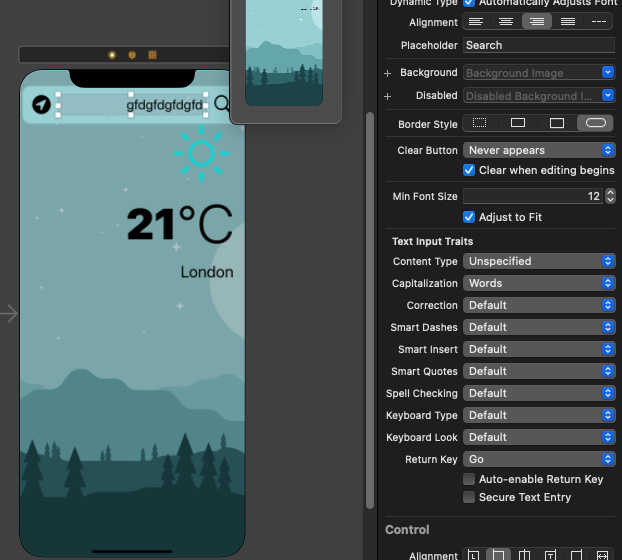 Dynamic Type Automatically Adjusts Font
Alignment
Placeholder Search
Background Background Image
Disabled Disabled Background I...
Border Style
Clear Button Never appears
Clear when editing begins
Min Font Size 12
Adjust to Fit
Text Input Traits
Content Type Unspecified
Capitalization Words
Correction Default
Smart Dashes Default
Smart Insert Default
Smart Quotes Default
Spell Checking Default
Keyboard Type Default
Keyboard Look Default
Return Key Go
Auto-enable Return Key
Secure Text Entry
Control
Alignment
gfdgfdgfdgfd
21°C
London